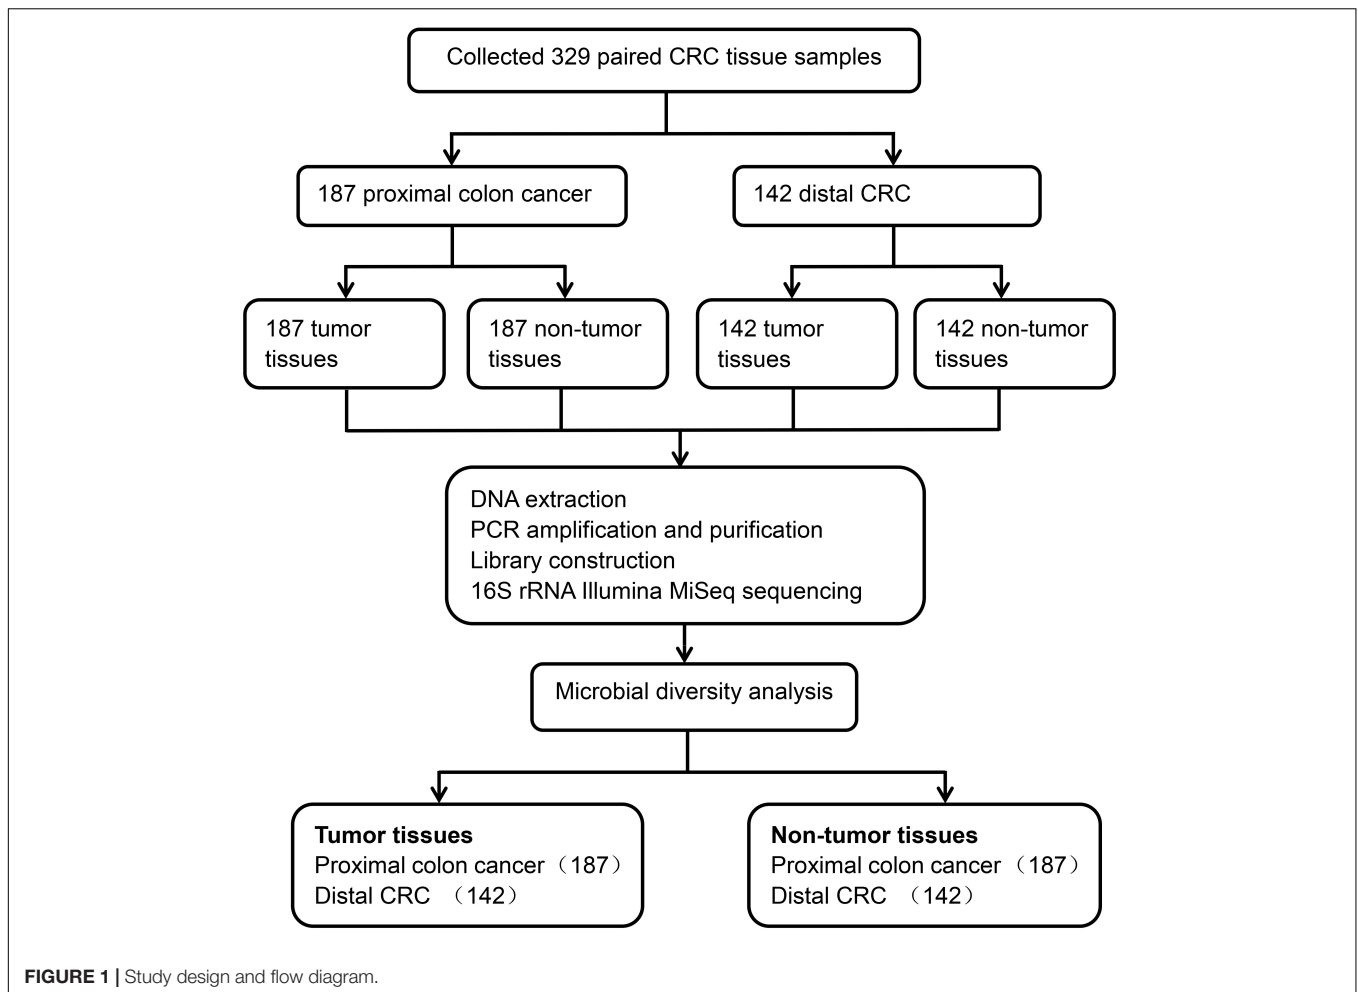 Collected 329 paired CRC tissue samples
187 proximal colon cancer
142 distal CRC
187 tumor
tissues
187 non-tumor
tissues
142 tumor
tissues
142 non-tumor
tissues
DNA extraction
PCR amplification and purification
Library construction
16S rRNA Illumina MiSeq sequencing
Microbial diversity analysis
Tumor tissues
Proximal colon cancer（187）
Distal CRC （142）
Non-tumor tissues
Proximal colon cancer（187）
Distal CRC （142）
FIGURE 1 | Study design and flow diagram.